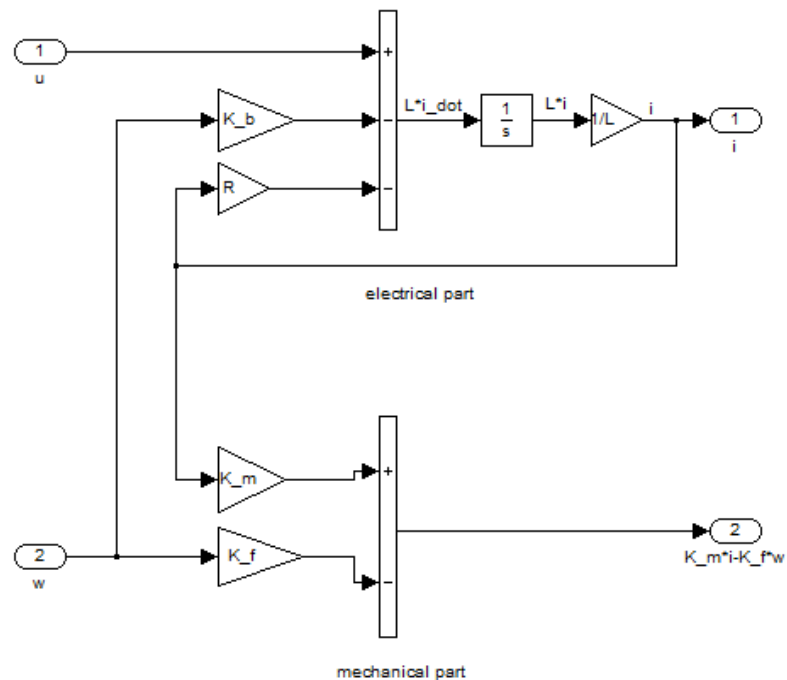 1
u
+
K_b
−
L*i_dot
1
s
L*i
1/L
i
1
i
R
−
electrical part
K_m
+
2
w
K_f
−
2
K_m*i-K_f*w
mechanical part